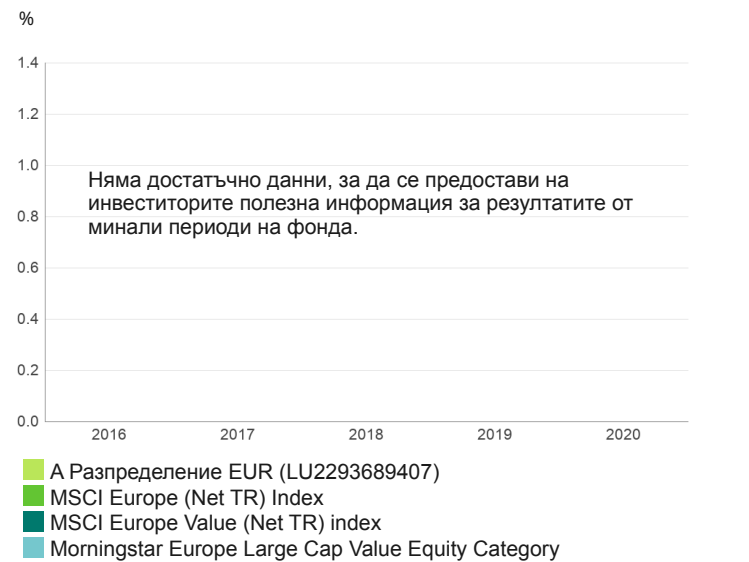 %
1.4
1.2
1.0
Няма достатъчно данни, за да се предостави на
инвеститорите полезна информация за резултатите от
0.8
минали периоди на фонда.
0.6
0.4
0.2
0.0
2016 2017 2018 2019 2020
А Разпределение EUR (LU2293689407)
MSCI Europe (Net TR) Index
MSCI Europe Value (Net TR) index
Morningstar Europe Large Cap Value Equity Category